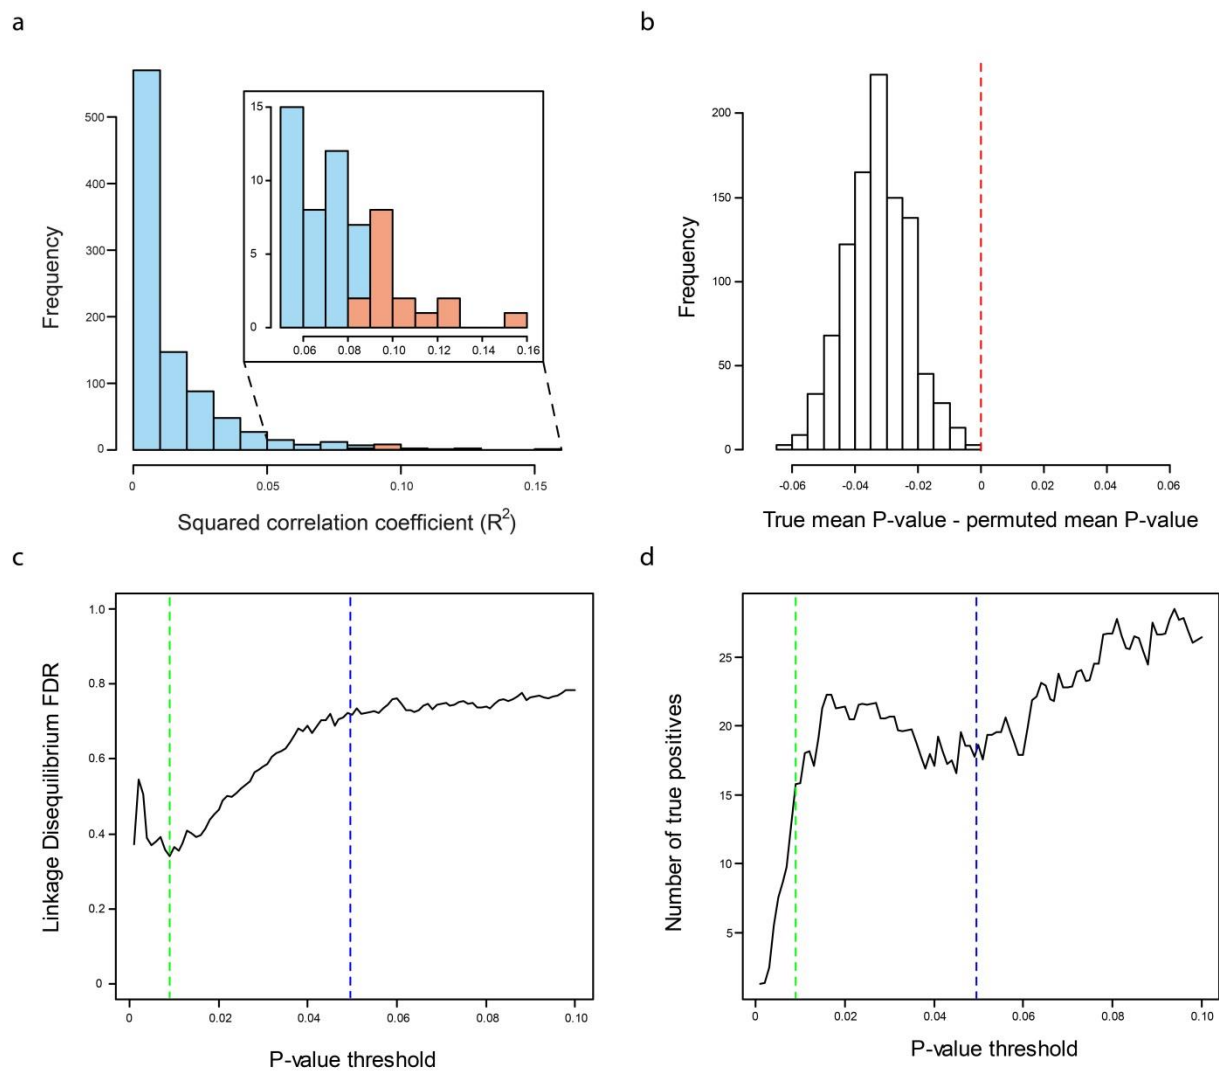 a
b
Frequency
500
400
300
200
100
0
15
10
5
0
0.06 0.08 0.10 0.12 0.14 0.16
0 0.05 0.10 0.15
Squared correlation coefficient (R²)
Frequency
200
150
100
50
0
-0.06 -0.04 -0.02 0 0.02 0.04 0.06
True mean P-value - permuted mean P-value
c
d
Linkage Disequilibrium FDR
1.0
0.8
0.6
0.4
0.2
0
0 0.02 0.04 0.06 0.08 0.10
P-value threshold
Number of true positives
25
20
15
10
5
0 0.02 0.04 0.06 0.08 0.10
P-value threshold